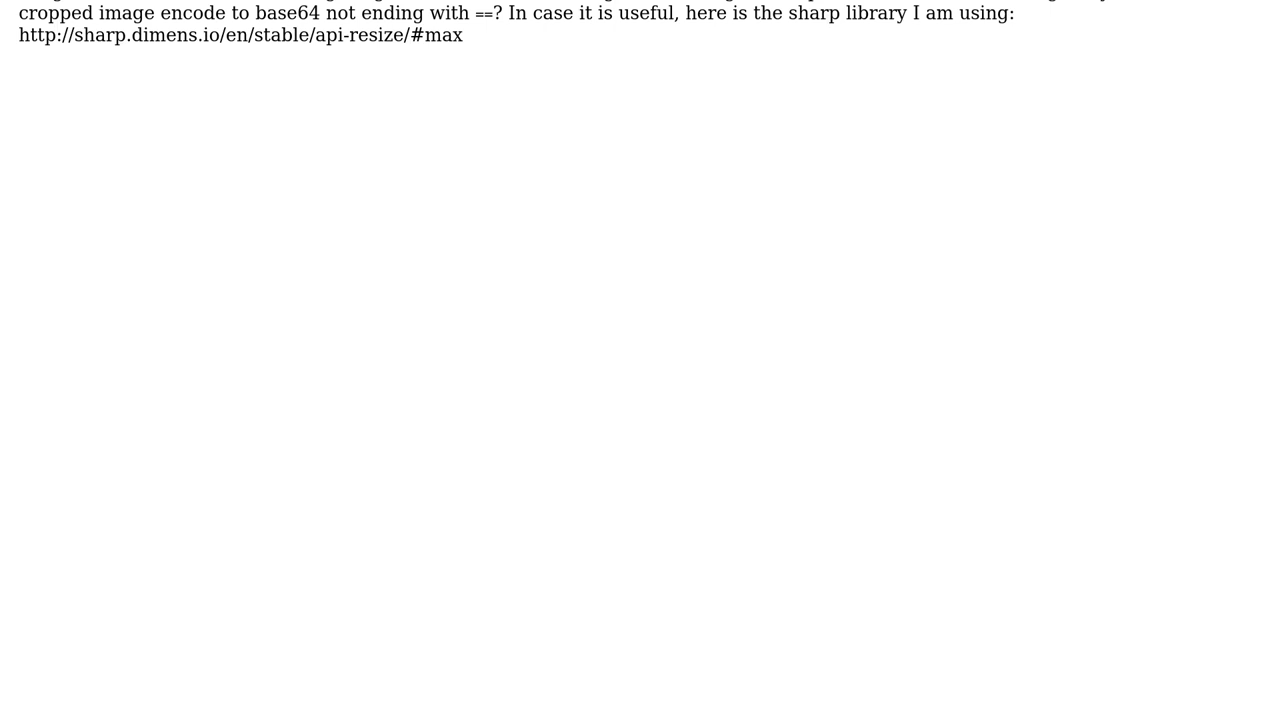 cropped image encode to base64 not ending with ==? In case it is useful, here is the sharp library I am using:
http://sharp.dimens.io/en/stable/api-resize/#max